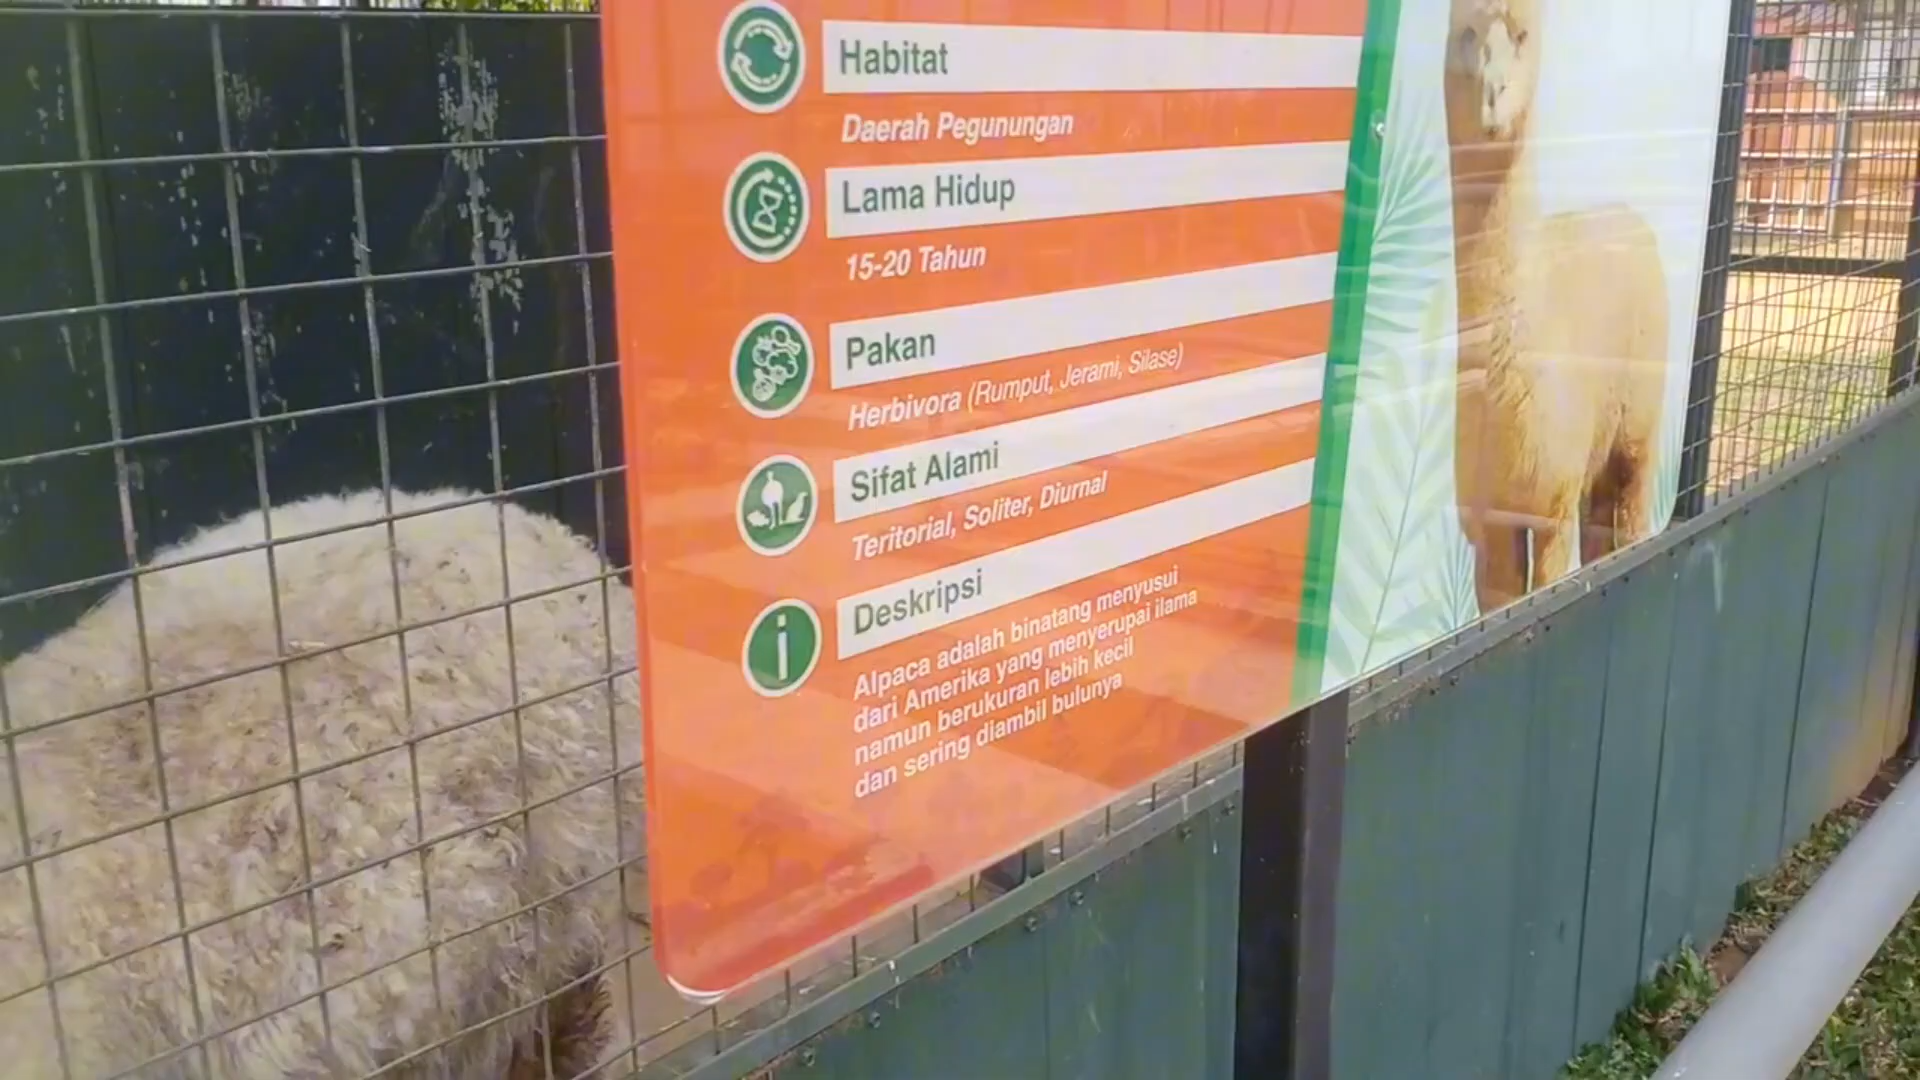 Habitat
Daerah Pegunungan
Lama Hidup
15-20 Tahun
Pakan
Herbivora (Rumput, Jerami, Silase)
Sifat Alami
Teritorial, Soliter, Diurnal
Deskripsi
Alpaca adalah binatang menyusui
dari Amerika yang menyerupai ilama
namun berukuran lebih kecil
dan sering diambil bulunya